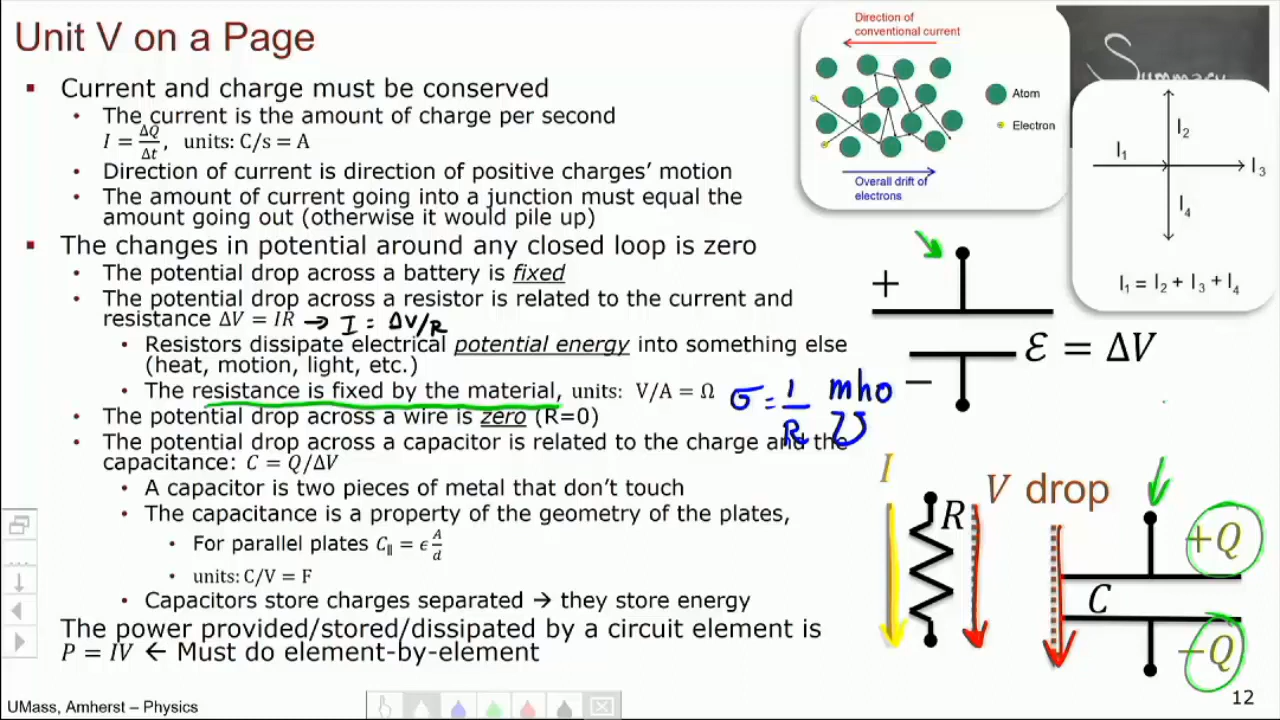 Unit V on a Page
Summary
▪ Current and charge must be conserved
• The current is the amount of charge per second
I = ΔQ/Δt, units: C/s = A
• Direction of current is direction of positive charges’ motion
• The amount of current going into a junction must equal the
amount going out (otherwise it would pile up)
▪ The changes in potential around any closed loop is zero
• The potential drop across a battery is fixed
• The potential drop across a resistor is related to the current and
resistance ΔV = IR → I = ΔV/R
• Resistors dissipate electrical potential energy into something else
(heat, motion, light, etc.)
• The resistance is fixed by the material, units: V/A = Ω
σ = 1/R mho ℧
• The potential drop across a wire is zero (R=0)
• The potential drop across a capacitor is related to the charge and the
capacitance: C = Q/ΔV
• A capacitor is two pieces of metal that don’t touch
• The capacitance is a property of the geometry of the plates,
• For parallel plates C∥ = ϵ A/d
• units: C/V = F
• Capacitors store charges separated → they store energy
The power provided/stored/dissipated by a circuit element is
P = IV ← Must do element-by-element
Direction of
conventional current
Atom
Electron
Overall drift of
electrons
I₂
I₁
I₃
I₄
I₁ = I₂ + I₃ + I₄
+
ℰ = ΔV
−
I
R
V drop
+Q
C
−Q
UMass, Amherst – Physics
12